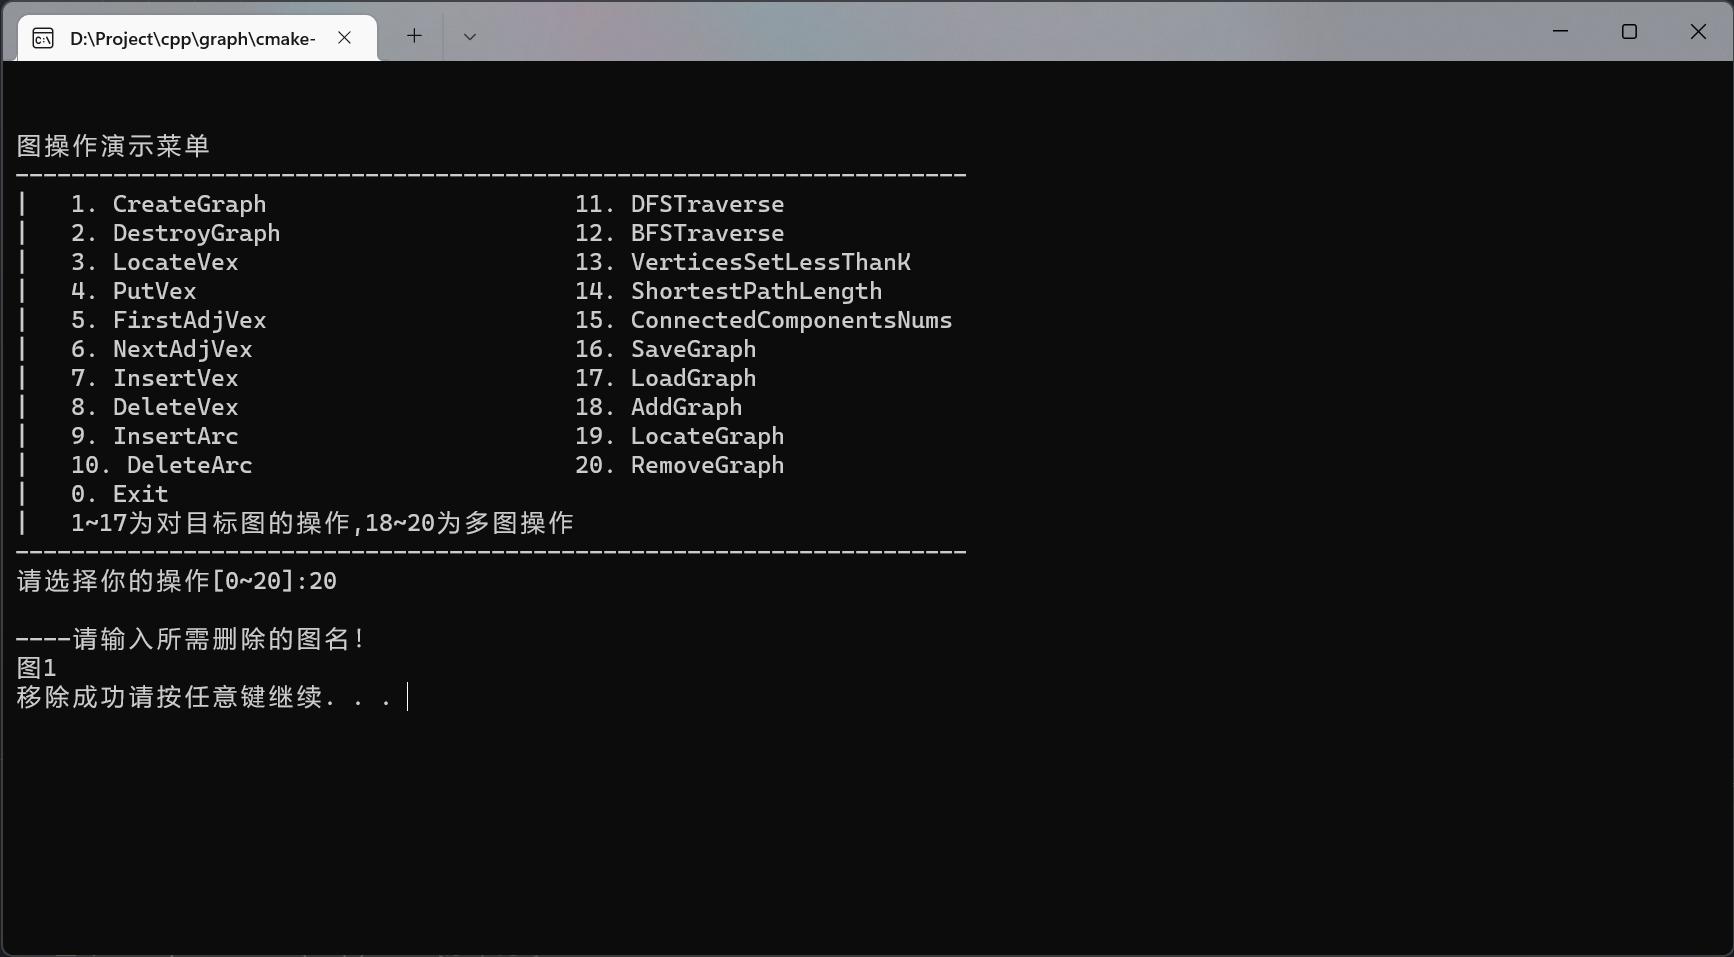 D:\Project\cpp\graph\cmake-
图操作演示菜单
--------------------------------------------------------------------
|   1. CreateGraph                      11. DFSTraverse
|   2. DestroyGraph                     12. BFSTraverse
|   3. LocateVex                        13. VerticesSetLessThanK
|   4. PutVex                           14. ShortestPathLength
|   5. FirstAdjVex                      15. ConnectedComponentsNums
|   6. NextAdjVex                       16. SaveGraph
|   7. InsertVex                        17. LoadGraph
|   8. DeleteVex                        18. AddGraph
|   9. InsertArc                        19. LocateGraph
|   10. DeleteArc                       20. RemoveGraph
|   0. Exit
|   1~17为对目标图的操作,18~20为多图操作
--------------------------------------------------------------------
请选择你的操作[0~20]:20
----请输入所需删除的图名!
图1
移除成功请按任意键继续. . .